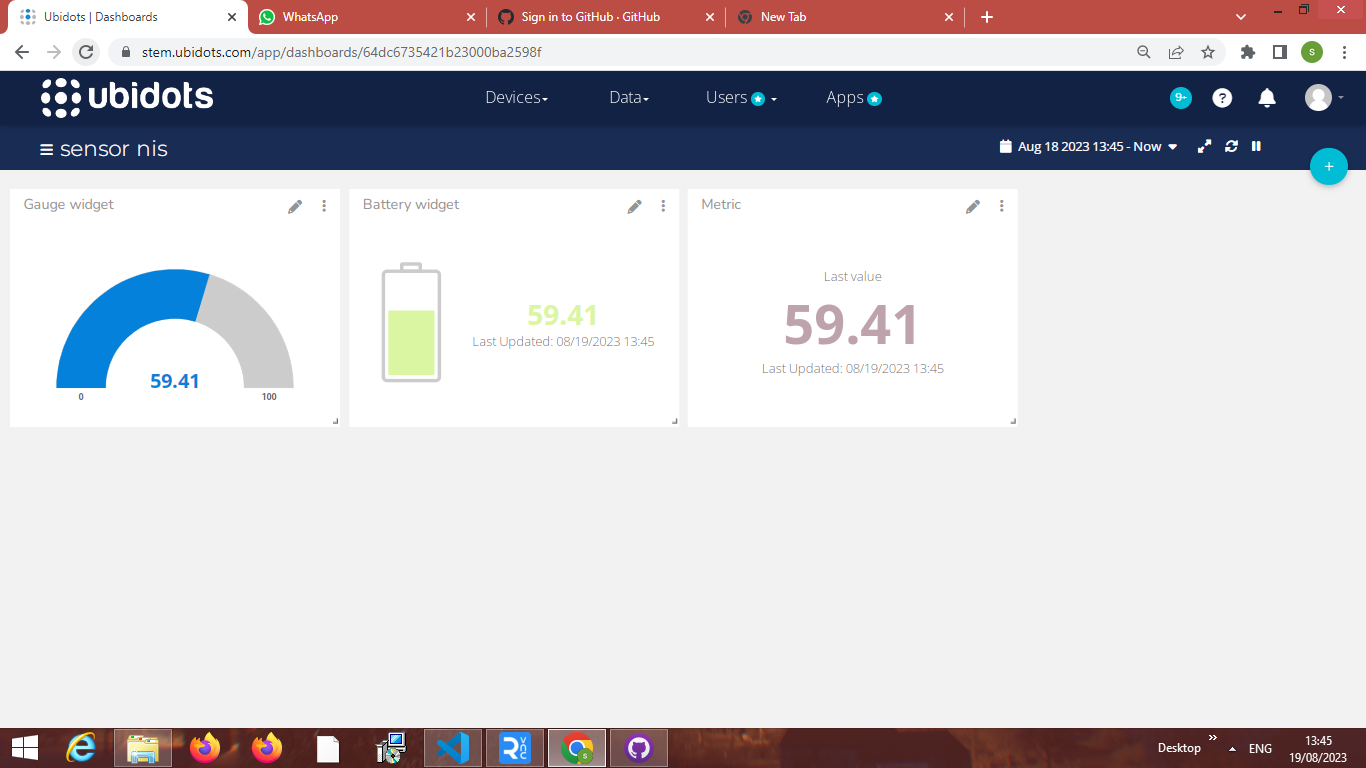 Ubidots | Dashboards
WhatsApp
Sign in to GitHub · GitHub
New Tab
stem.ubidots.com/app/dashboards/64dc6735421b23000ba2598f
s
ubidots
Devices
Data
Users
Apps
9+
?
sensor nis
Aug 18 2023 13:45 - Now
+
Gauge widget
59.41
0
100
Battery widget
59.41
Last Updated: 08/19/2023 13:45
Metric
Last value
59.41
Last Updated: 08/19/2023 13:45
Desktop
ENG
13:45
19/08/2023